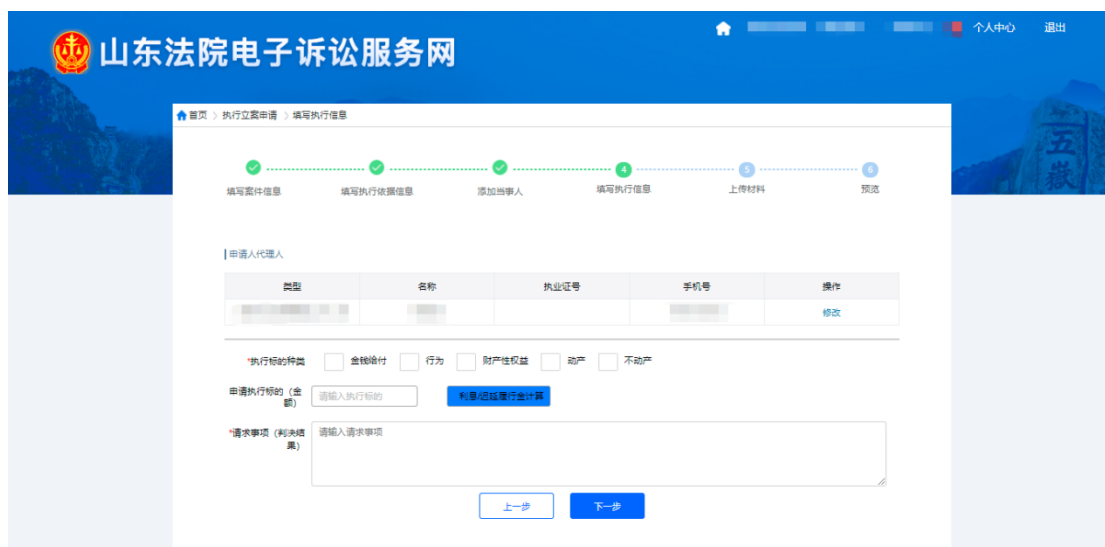 个人中心 退出
山东法院电子诉讼服务网
首页 > 执行立案申请 > 填写执行信息
4 5 6
填写案件信息 填写执行依据信息 添加当事人 填写执行信息 上传材料 预览
五嶽
申请人代理人
类型 名称 执业证号 手机号 操作
修改
*执行标的种类 金钱给付 行为 财产性权益 动产 不动产
申请执行标的（金
额） 请输入执行标的 利息/迟延履行金计算
*请求事项（判决结
果） 请输入请求事项
上一步 下一步